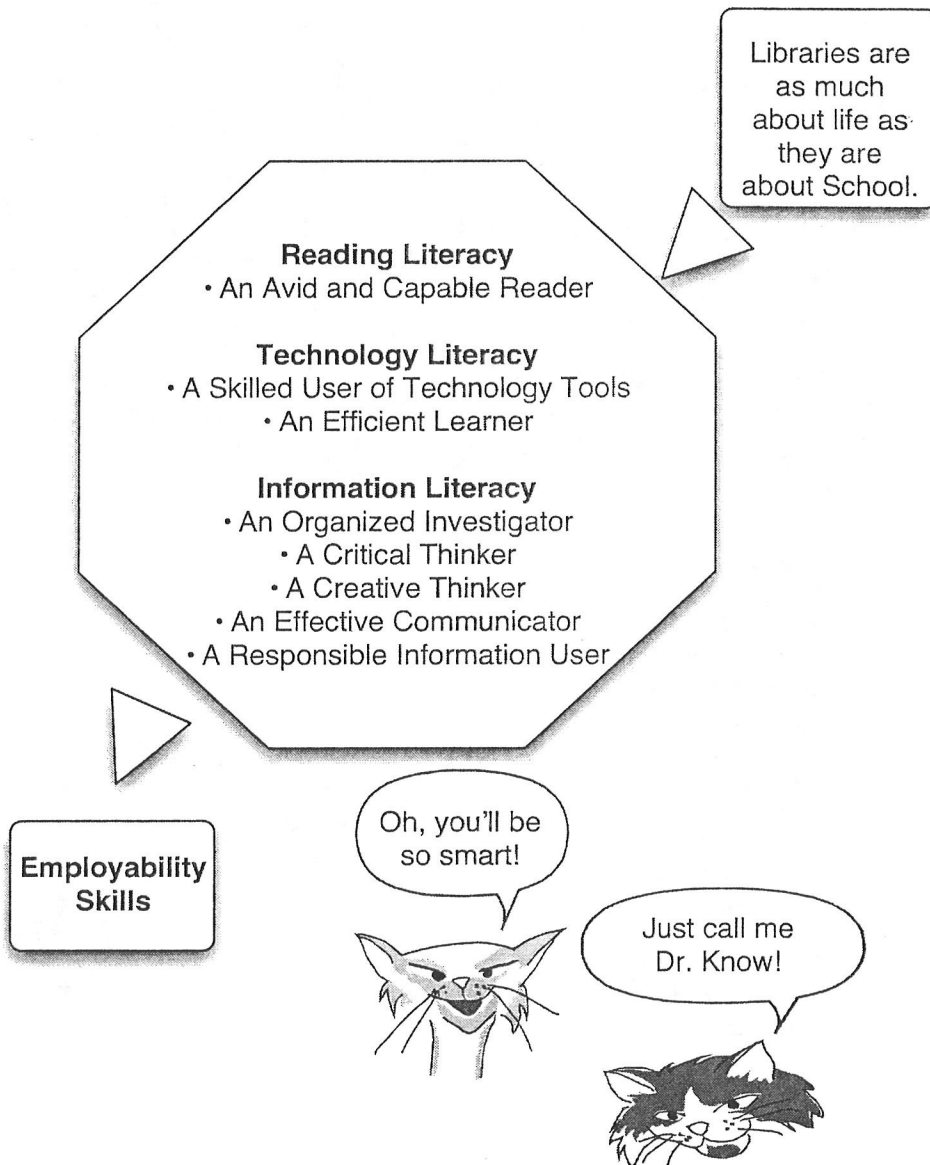 Libraries are
as much
about life as
they are
about School.
Reading Literacy
• An Avid and Capable Reader
Technology Literacy
• A Skilled User of Technology Tools
• An Efficient Learner
Information Literacy
• An Organized Investigator
• A Critical Thinker
• A Creative Thinker
• An Effective Communicator
• A Responsible Information User
Employability
Skills
Oh, you'll be
so smart!
Just call me
Dr. Know!